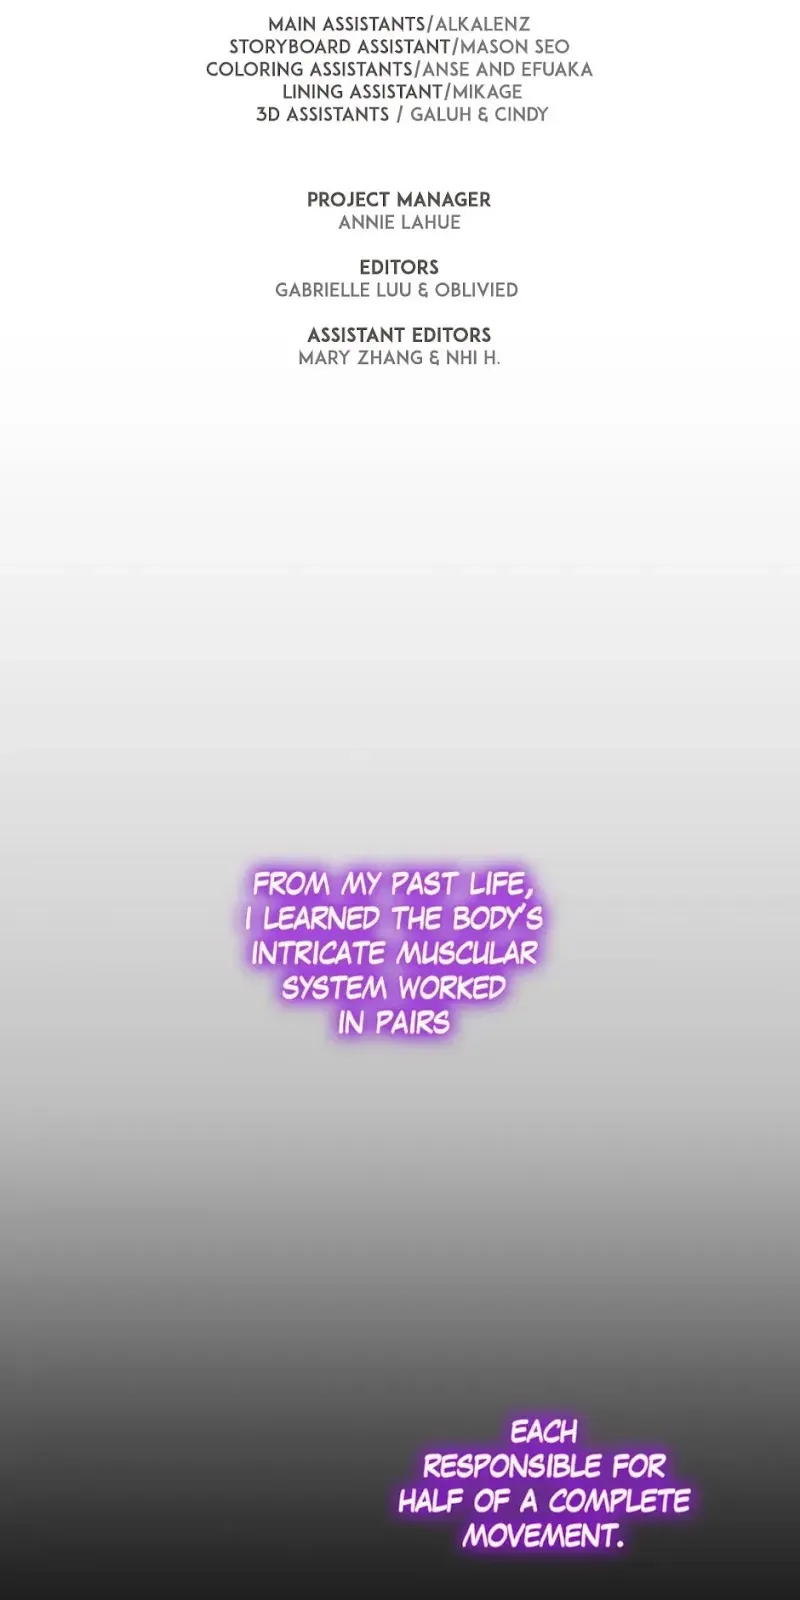 MAIN ASSISTANTS/ALKALENZ
STORYBOARD ASSISTANT/MASON SEO
COLORING ASSISTANTS/ANSE AND EFUAKA
LINING ASSISTANT/MIKAGE
3D ASSISTANTS / GALUH & CINDY
PROJECT MANAGER
ANNIE LAHUE
EDITORS
GABRIELLE LUU & OBLIVIED
ASSISTANT EDITORS
MARY ZHANG & NHI H.
FROM MY PAST LIFE,
I LEARNED THE BODY'S
INTRICATE MUSCULAR
SYSTEM WORKED
IN PAIRS
EACH
RESPONSIBLE FOR
HALF OF A COMPLETE
MOVEMENT.